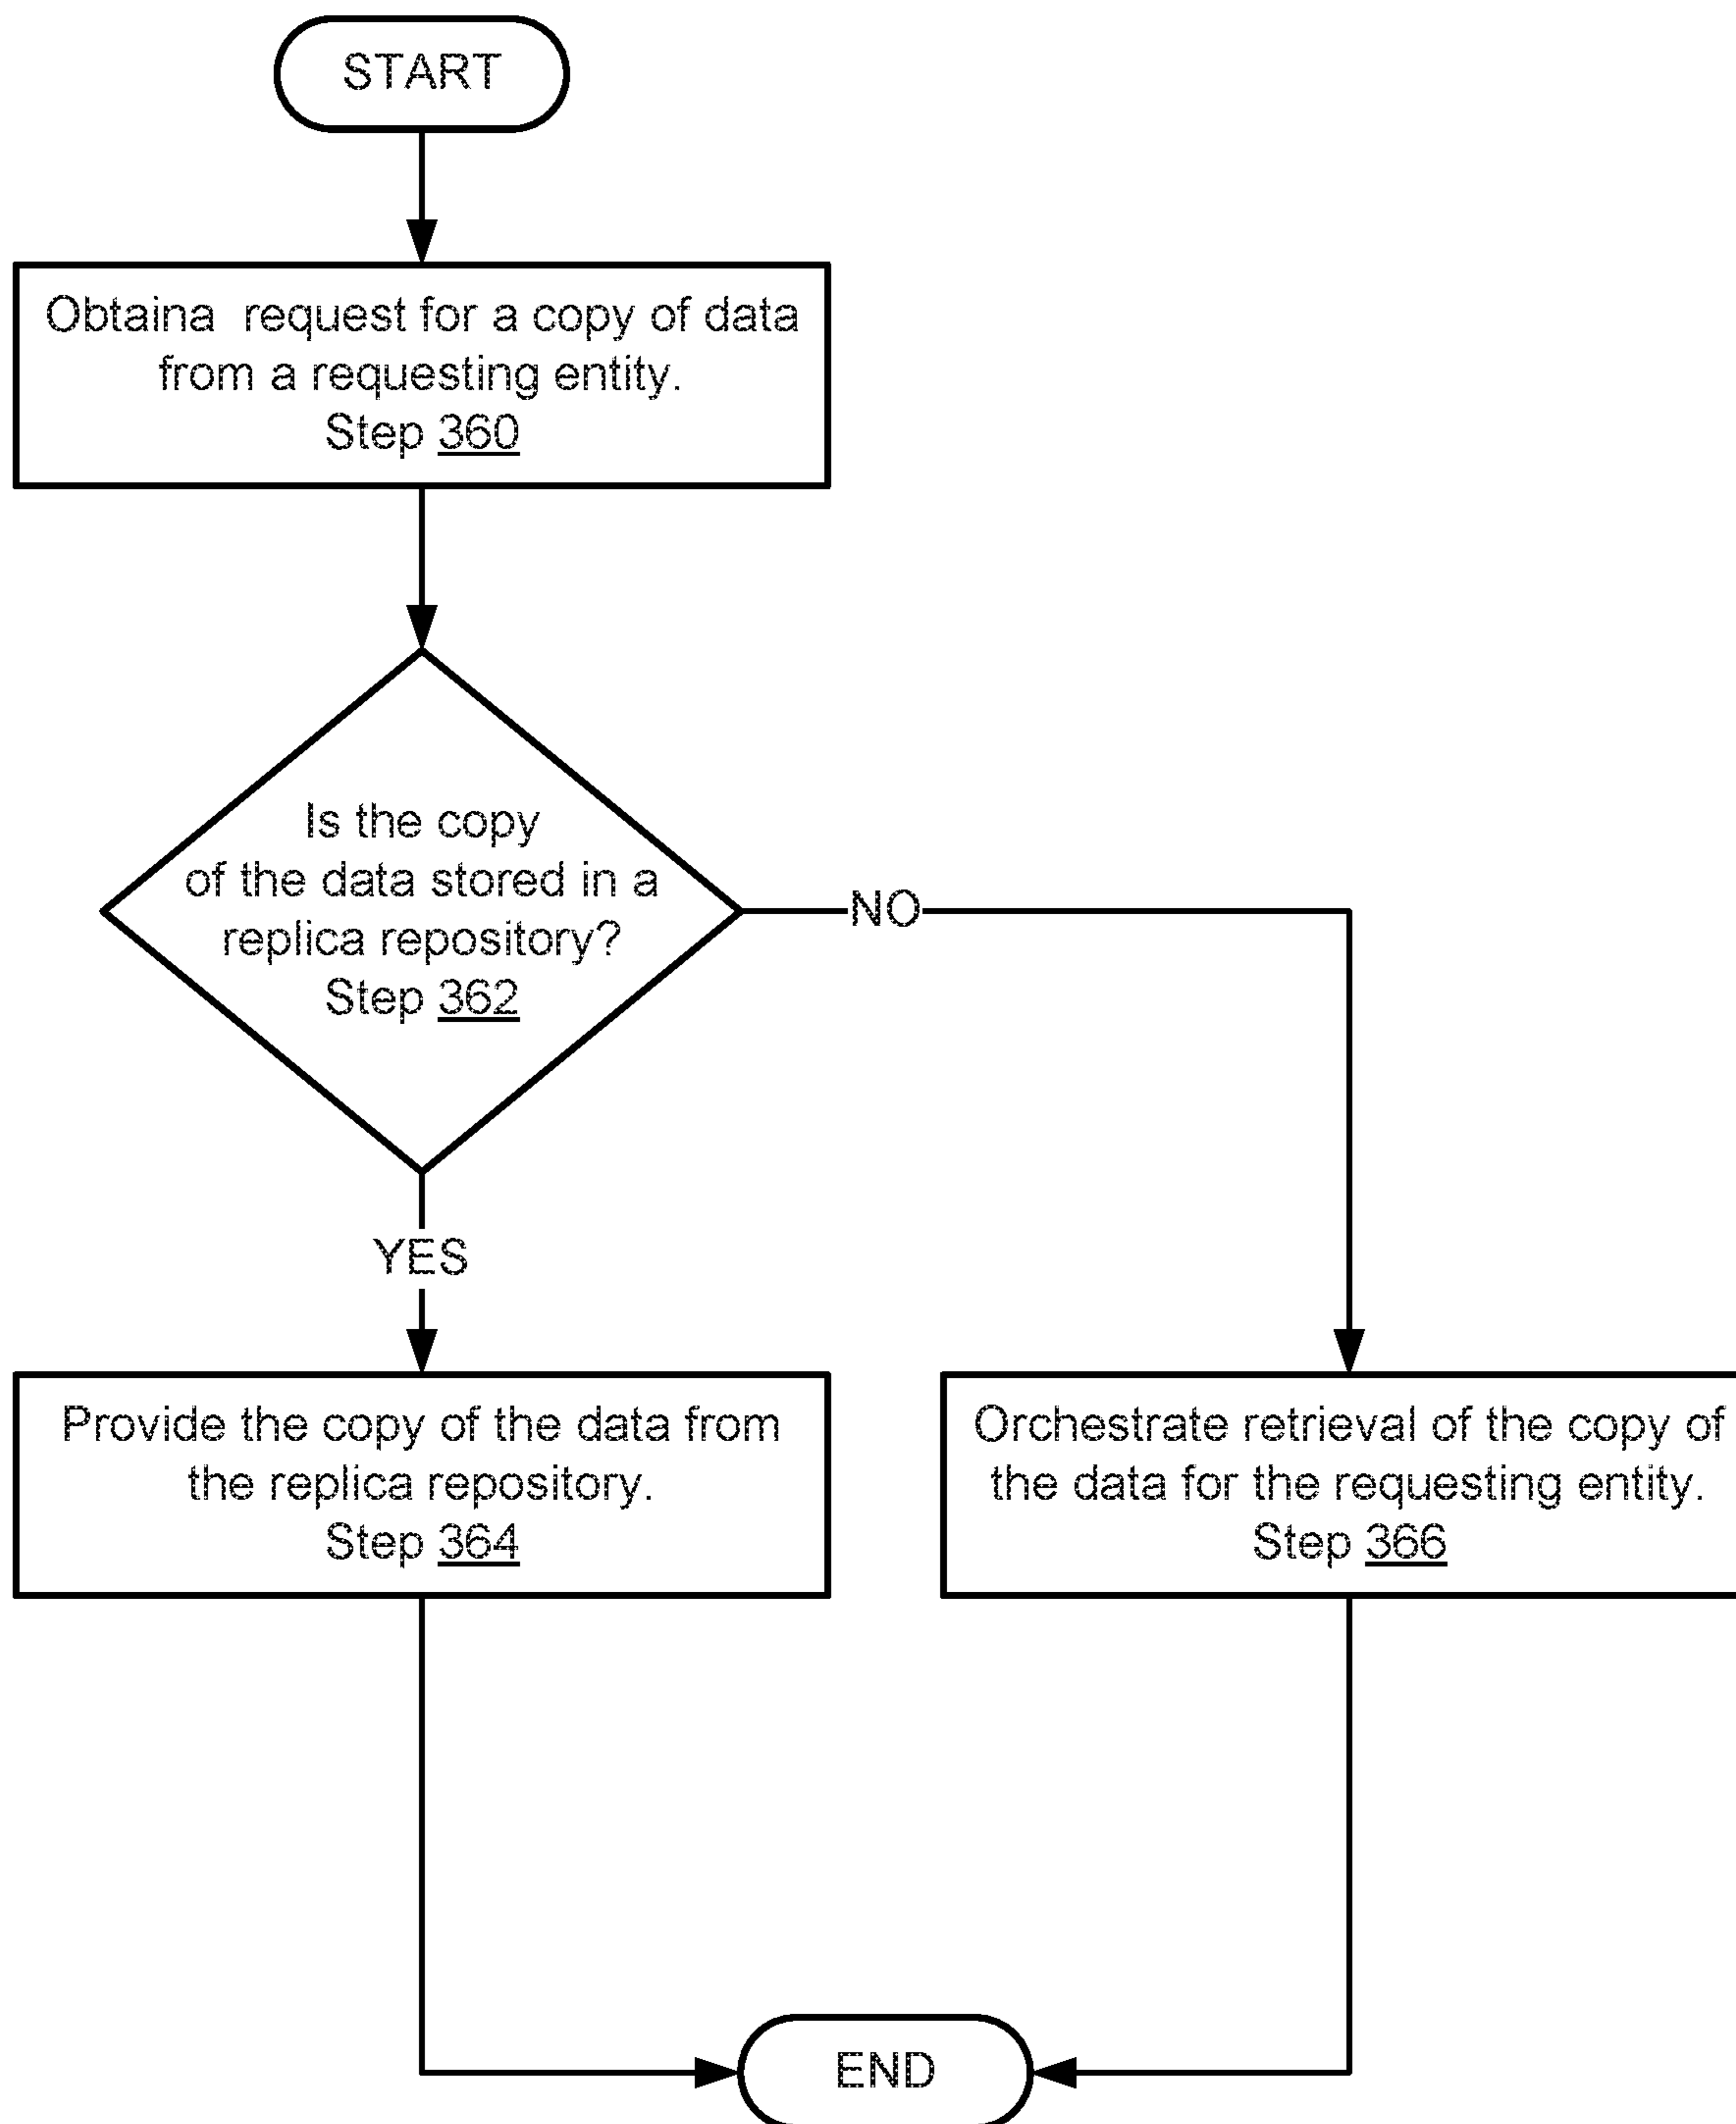 START
Obtaina request for a copy of data
from a requesting entity.
Step 360
Is the copy
of the data stored in a
replica repository?
Step 362
NO
YES
Provide the copy of the data from
the replica repository.
Step 364
Orchestrate retrieval of the copy of
the data for the requesting entity.
Step 366
END